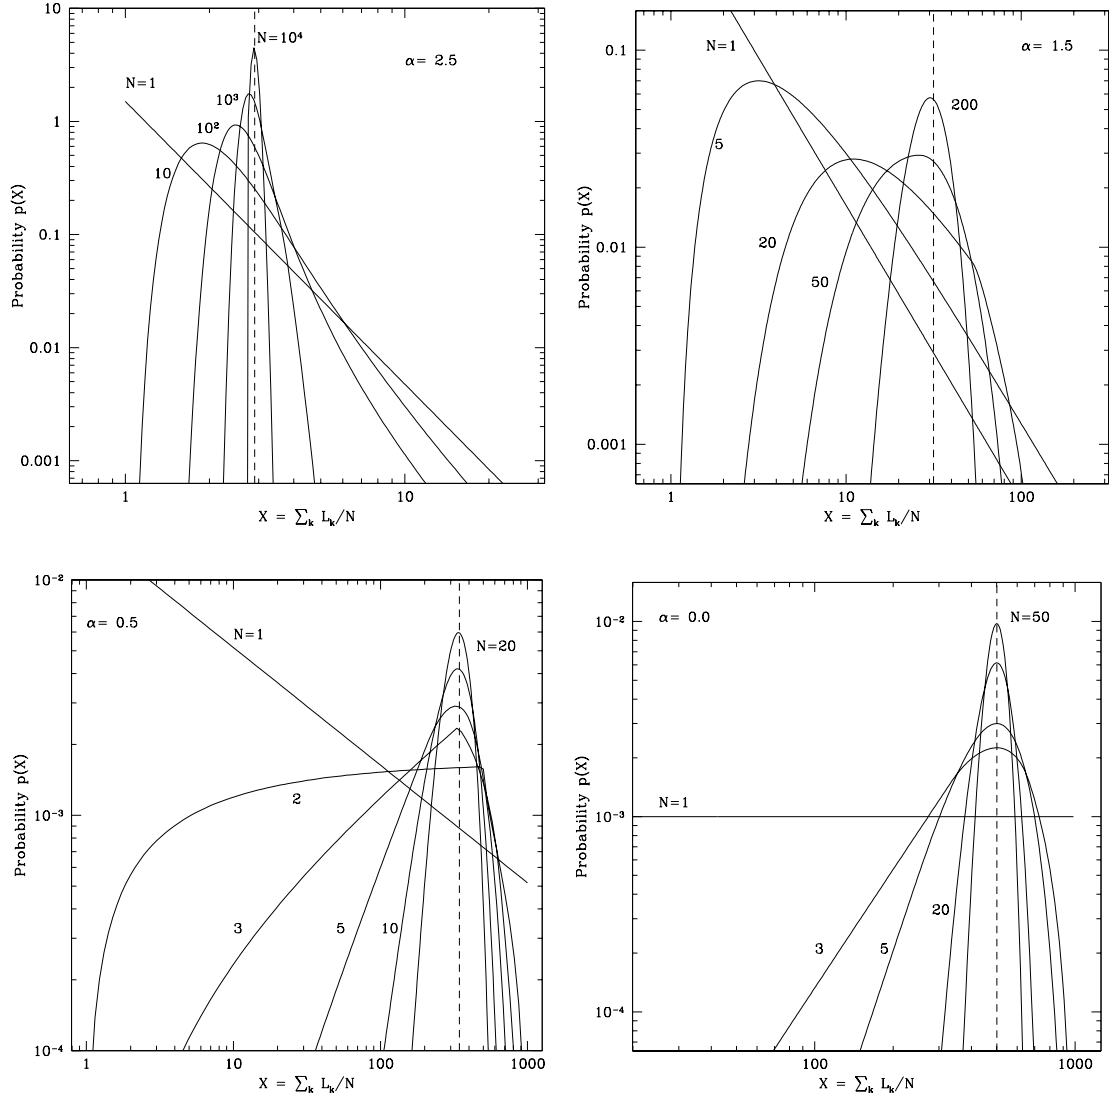 10
N=10⁴
α= 2.5
N=1
10³
1
10²
10
Probability p(X)
0.1
0.01
0.001
1
10
X = ∑ₖ Lₖ/N
0.1
N=1
α= 1.5
200
5
Probability p(X)
20
50
0.01
0.001
1
10
100
X = ∑ₖ Lₖ/N
10⁻²
α= 0.5
N=1
N=20
Probability p(X)
2
10⁻³
3
5
10
10⁻⁴
1
10
100
1000
X = ∑ₖ Lₖ/N
α= 0.0
N=50
10⁻²
Probability p(X)
N=1
10⁻³
20
3
5
10⁻⁴
100
1000
X = ∑ₖ Lₖ/N